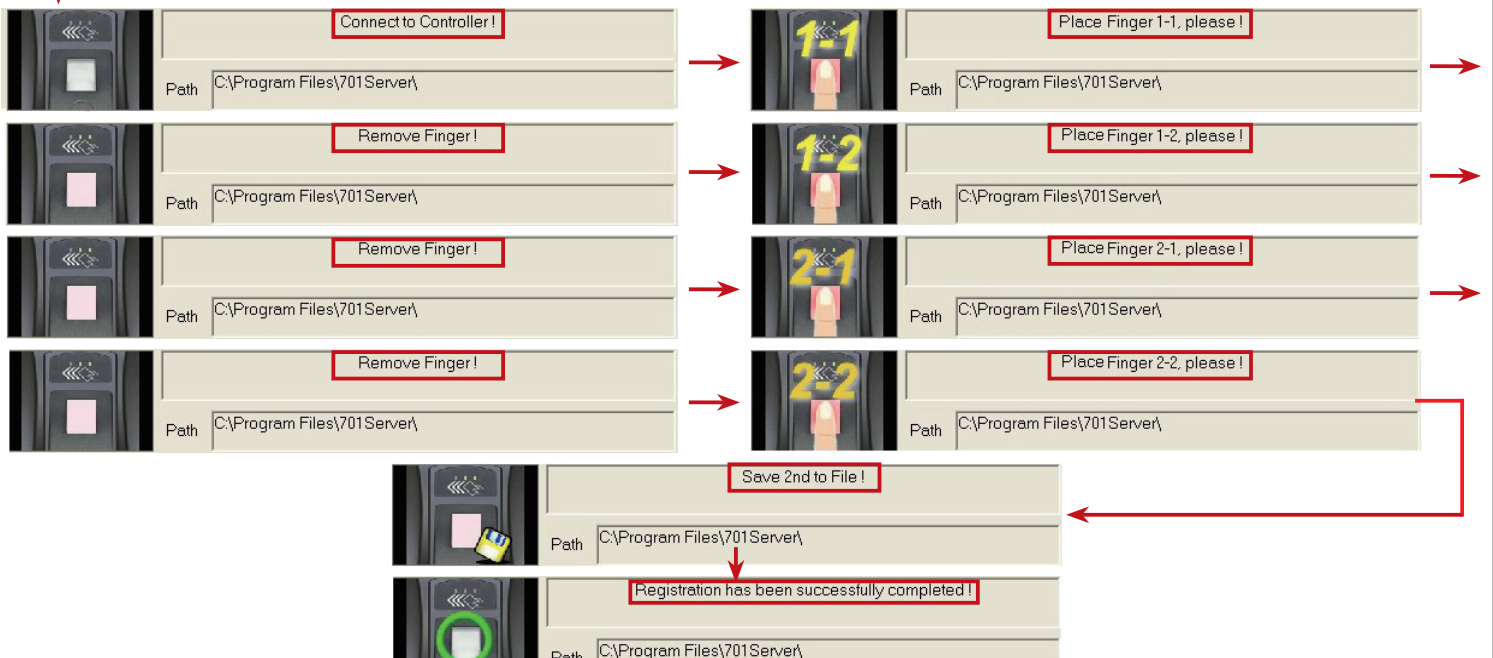 Connect to Controller !
Path C:\Program Files\701Server\
1-1
Place Finger 1-1, please !
Path C:\Program Files\701Server\
Remove Finger !
Path C:\Program Files\701Server\
1-2
Place Finger 1-2, please !
Path C:\Program Files\701Server\
Remove Finger !
Path C:\Program Files\701Server\
2-1
Place Finger 2-1, please !
Path C:\Program Files\701Server\
Remove Finger !
Path C:\Program Files\701Server\
2-2
Place Finger 2-2, please !
Path C:\Program Files\701Server\
Save 2nd to File !
Path C:\Program Files\701Server\
Registration has been successfully completed !
Path C:\Program Files\701Server\